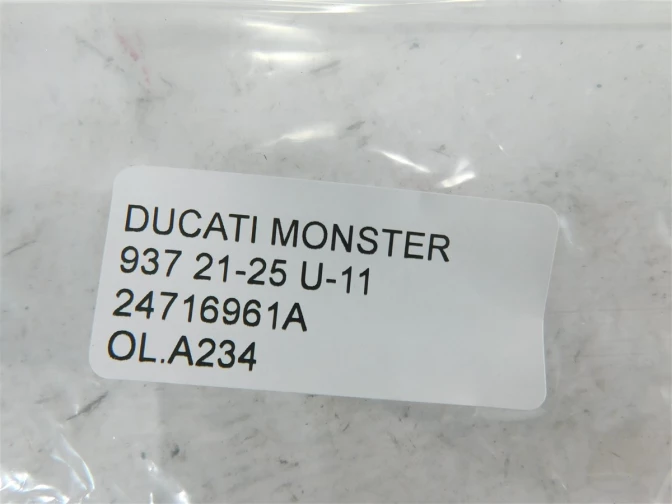 DUCATI MONSTER
937 21-25 U-11
24716961A
OL.A234